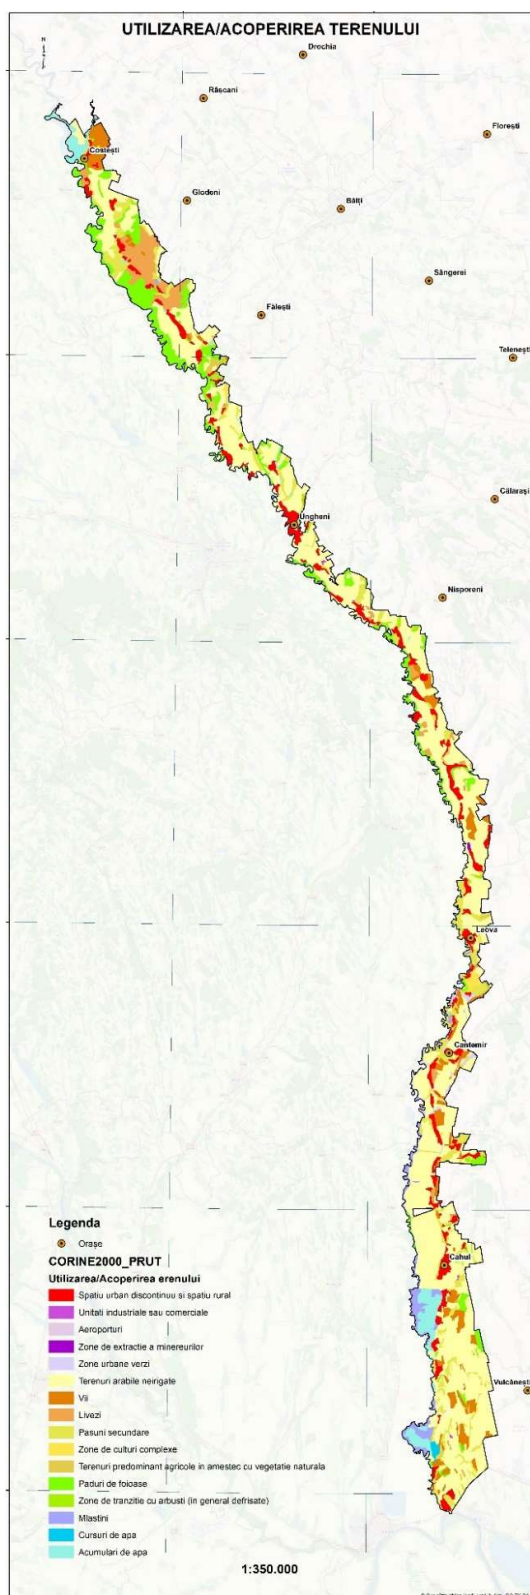 UTILIZAREA/ACOPERIREA TERENULUI
N
Drochia
Râșcani
Florești
Costești
Glodeni
Bălți
Sângerei
Fălești
Telenești
Călărași
Ungheni
Nisporeni
Leova
Cantemir
Cahul
Vulcănești
Legenda
Orașe
CORINE2000_PRUT
Utilizarea/Acoperirea erenului
Spatiu urban discontinuu si spatiu rural
Unitati industriale sau comerciale
Aeroporturi
Zone de extractie a minereurilor
Zone urbane verzi
Terenuri arabile neirigate
Vii
Livezi
Pasuni secundare
Zone de culturi complexe
Terenuri predominant agricole in amestec cu vegetatie naturala
Paduri de foioase
Zone de tranzitie cu arbusti (in general defrisate)
Mlastini
Cursuri de apa
Acumulari de apa
1:350.000